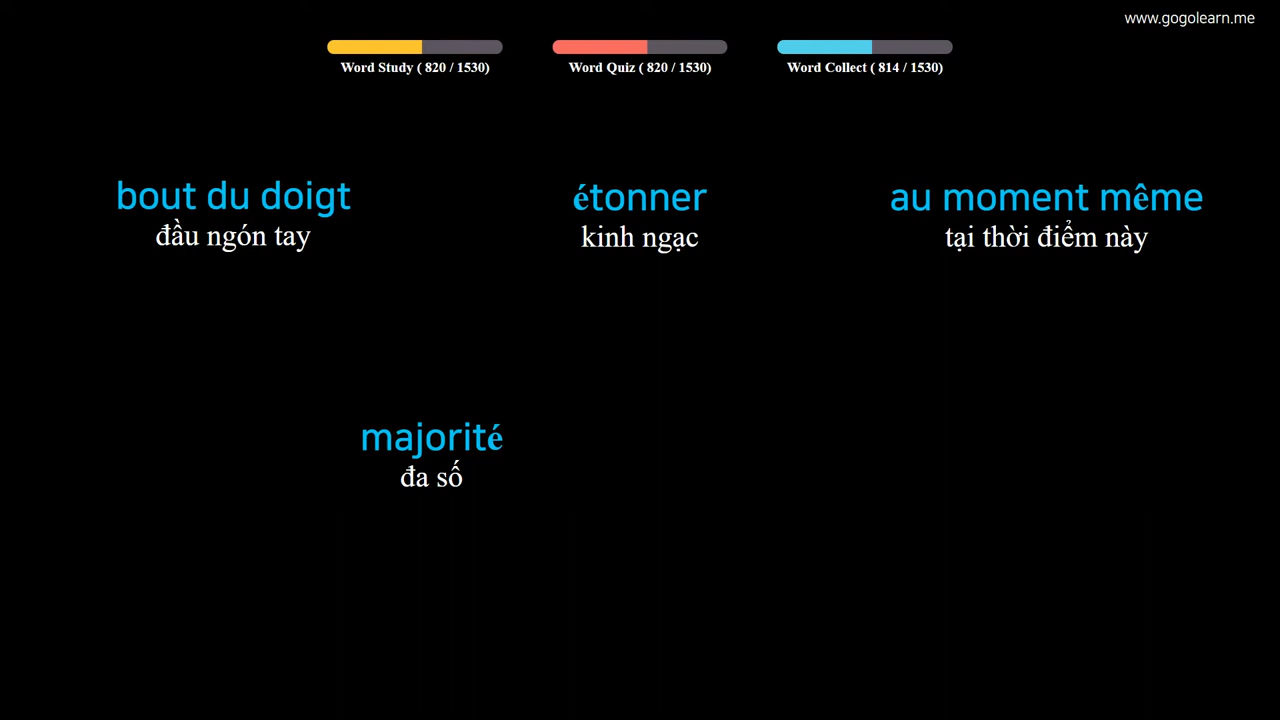 www.gogolearn.me
Word Study ( 820 / 1530)
Word Quiz ( 820 / 1530)
Word Collect ( 814 / 1530)
bout du doigt
đầu ngón tay
étonner
kinh ngạc
au moment même
tại thời điểm này
majorité
đa số